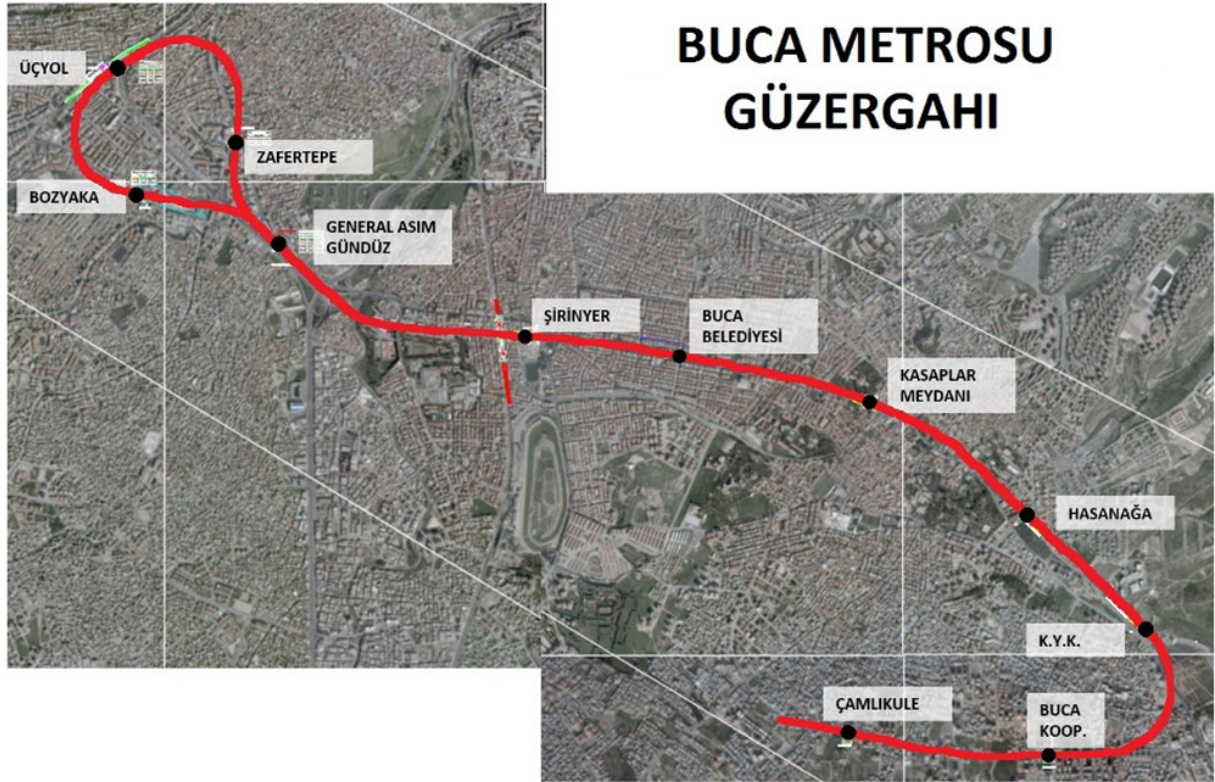 BUCA METROSU
GÜZERGAHI
ÜÇYOL
ZAFERTEPE
BOZYAKA
GENERAL ASIM
GÜNDÜZ
ŞİRİNYER
BUCA
BELEDİYESİ
KASAPLAR
MEYDANI
HASANAĞA
K.Y.K.
ÇAMLIKULE
BUCA
KOOP.